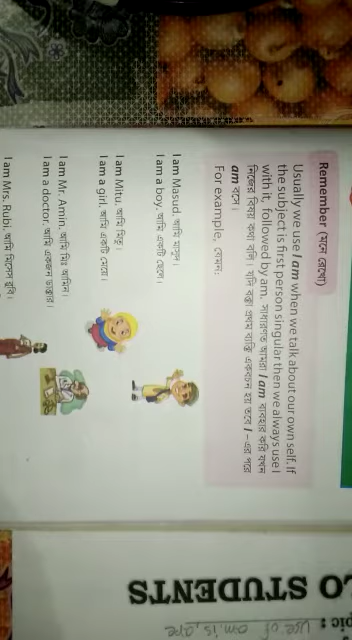 Remember (মনে রেখো)
Usually we use I am when we talk about our own self. If
the subject is first person singular then we always use I
with it, followed by am. সাধারণত আমরা I am ব্যবহার করি যখন
নিজের বিষয় কথা বলি। যদি বক্তা প্রথম ব্যক্তি একবচন হয় তবে I –এর পরে
am বসে।
For example, যেমন:
I am Masud. আমি মাসুদ।
I am a boy. আমি একটি ছেলে।
I am Mitu. আমি মিতু।
I am a girl. আমি একটি মেয়ে।
I am Mr. Amin. আমি মিঃ আমিন।
I am a doctor. আমি একজন ডাক্তার।
I am Mrs. Rubi. আমি মিসেস রুবি।
LO STUDENTS
pic : use of am, is, are